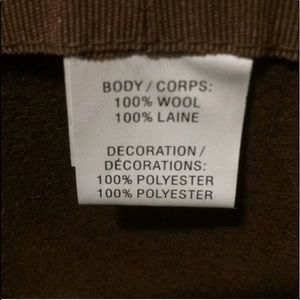 BODY / CORPS:
100% WOOL
100% LAINE
DECORATION /
DÉCORATIONS:
100% POLYESTER
100% POLYESTER